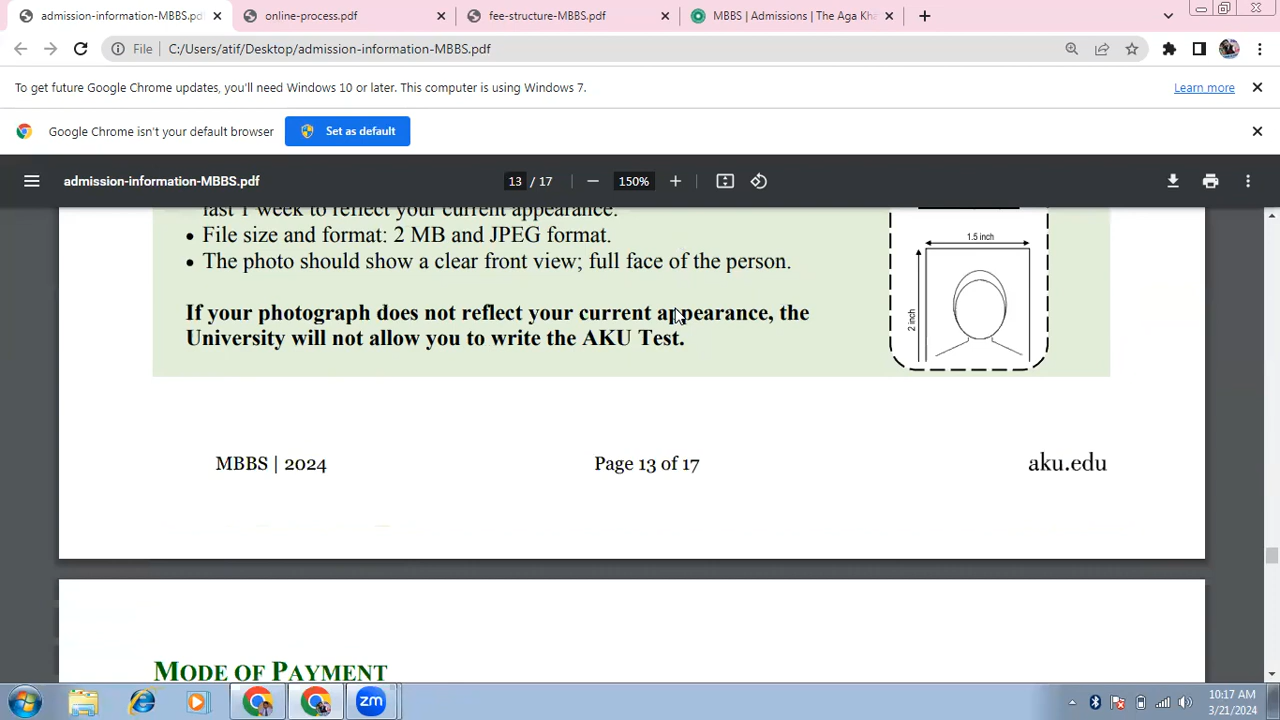 admission-information-MBBS.pdf
online-process.pdf
fee-structure-MBBS.pdf
MBBS | Admissions | The Aga Kha
File
C:/Users/atif/Desktop/admission-information-MBBS.pdf
To get future Google Chrome updates, you'll need Windows 10 or later. This computer is using Windows 7.
Learn more
Google Chrome isn't your default browser
Set as default
admission-information-MBBS.pdf
13 / 17
150%
last 1 week to reflect your current appearance.
• File size and format: 2 MB and JPEG format.
• The photo should show a clear front view; full face of the person.
If your photograph does not reflect your current appearance, the
University will not allow you to write the AKU Test.
1.5 inch
2 inch
MBBS | 2024
Page 13 of 17
aku.edu
MODE OF PAYMENT
zm
10:17 AM
3/21/2024